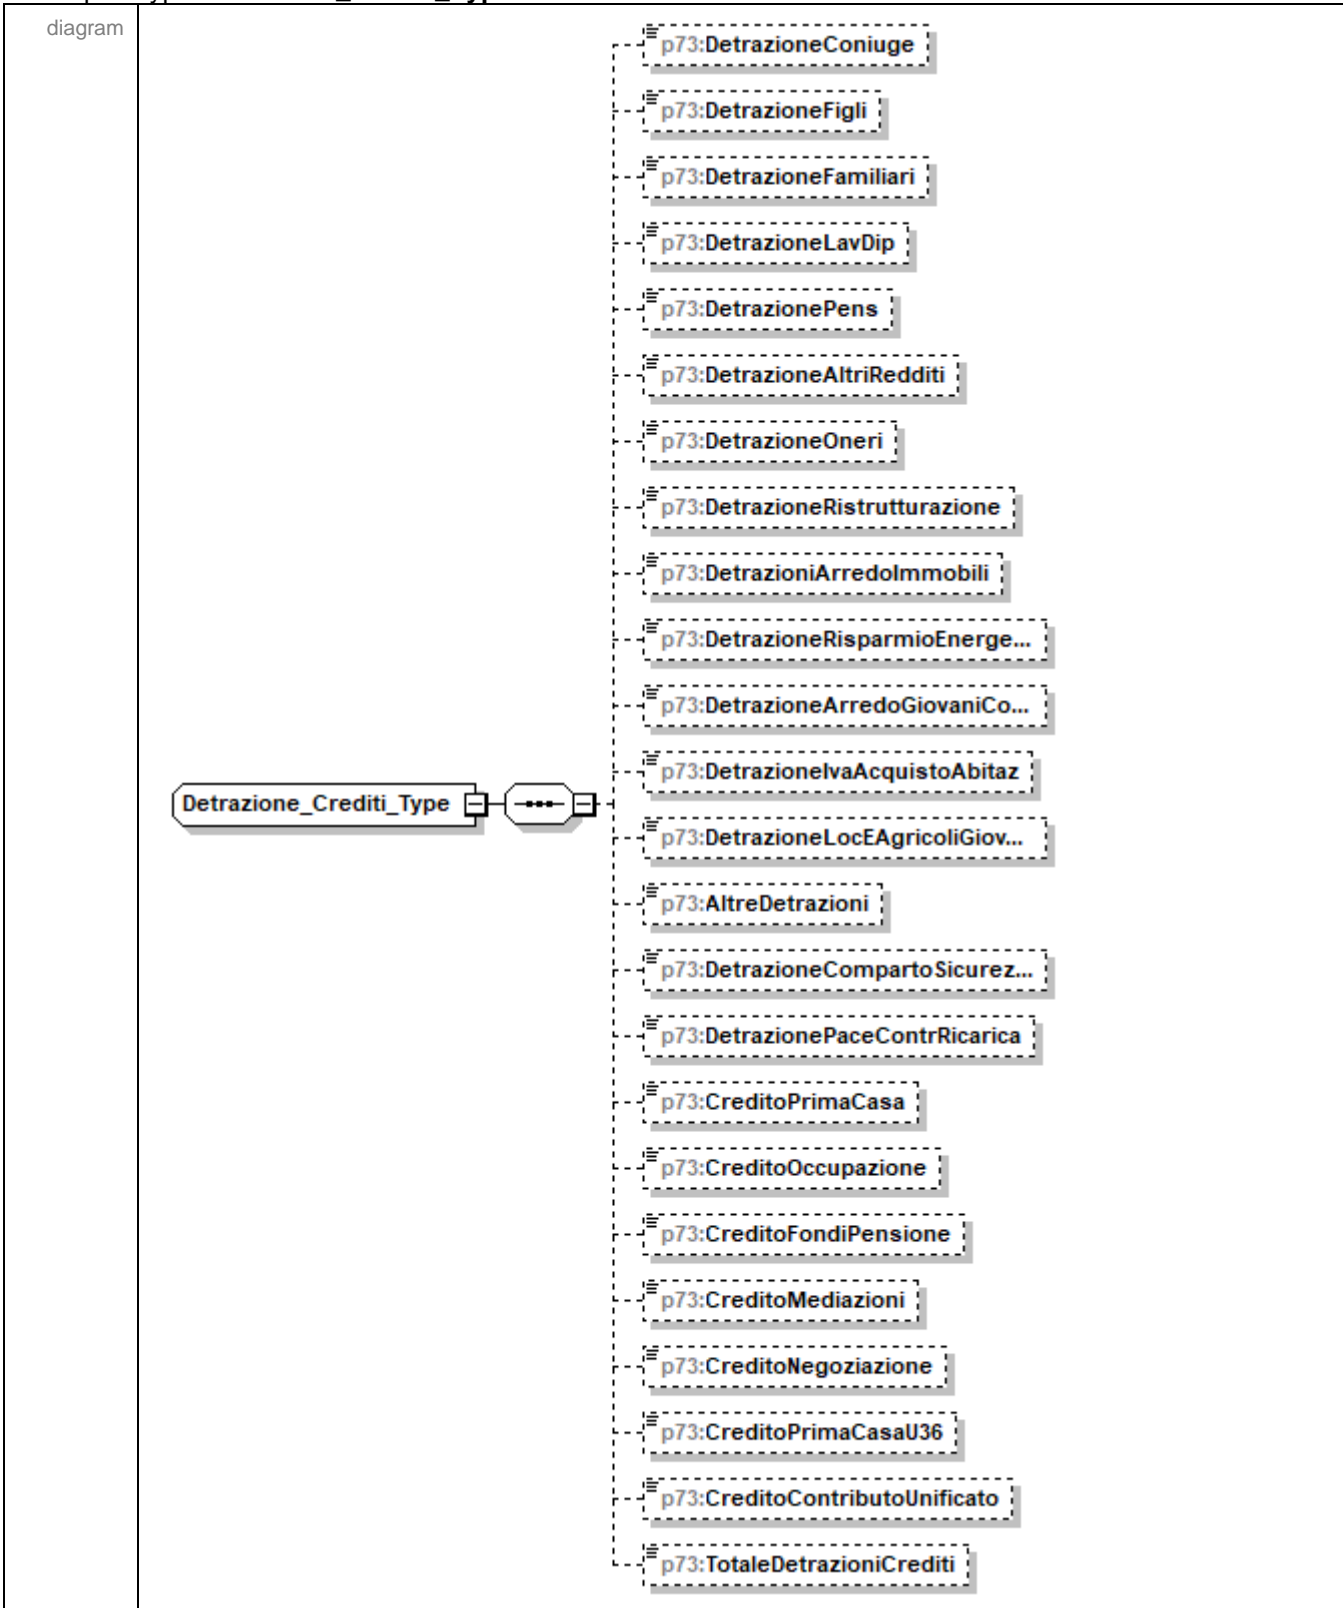 diagram
p73:DetrazioneConiuge
p73:DetrazioneFigli
p73:DetrazioneFamiliari
p73:DetrazioneLavDip
p73:DetrazionePens
p73:DetrazioneAltriRedditi
p73:DetrazioneOneri
p73:DetrazioneRistrutturazione
p73:DetrazioniArredoImmobili
p73:DetrazioneRisparmioEnerge...
p73:DetrazioneArredoGiovaniCo...
p73:DetrazioneIvaAcquistoAbitaz
Detrazione_Crediti_Type
p73:DetrazioneLocEAgricoliGiov...
p73:AltreDetrazioni
p73:DetrazioneCompartoSicurez...
p73:DetrazionePaceContrRicarica
p73:CreditoPrimaCasa
p73:CreditoOccupazione
p73:CreditoFondiPensione
p73:CreditoMediazioni
p73:CreditoNegoziazione
p73:CreditoPrimaCasaU36
p73:CreditoContributoUnificato
p73:TotaleDetrazioniCrediti